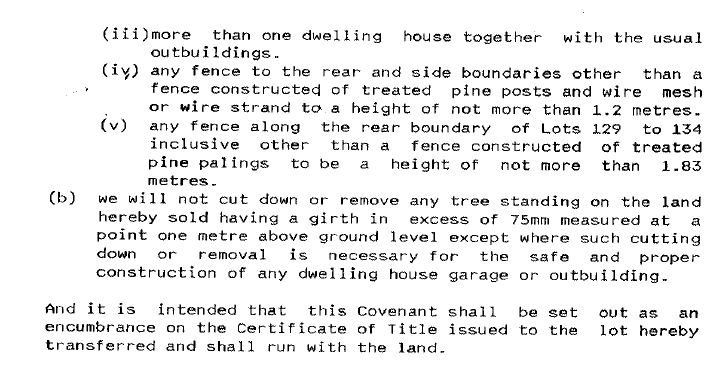 (iii)more than one dwelling house together with the usual
outbuildings.
(iv) any fence to the rear and side boundaries other than a
fence constructed of treated pine posts and wire mesh
or wire strand to a height of not more than 1.2 metres.
(v) any fence along the rear boundary of Lots 129 to 134
inclusive other than a fence constructed of treated
pine palings to be a height of not more than 1.83
metres.
(b) we will not cut down or remove any tree standing on the land
hereby sold having a girth in excess of 75mm measured at a
point one metre above ground level except where such cutting
down or removal is necessary for the safe and proper
construction of any dwelling house garage or outbuilding.
And it is intended that this Covenant shall be set out as an
encumbrance on the Certificate of Title issued to the lot hereby
transferred and shall run with the land.